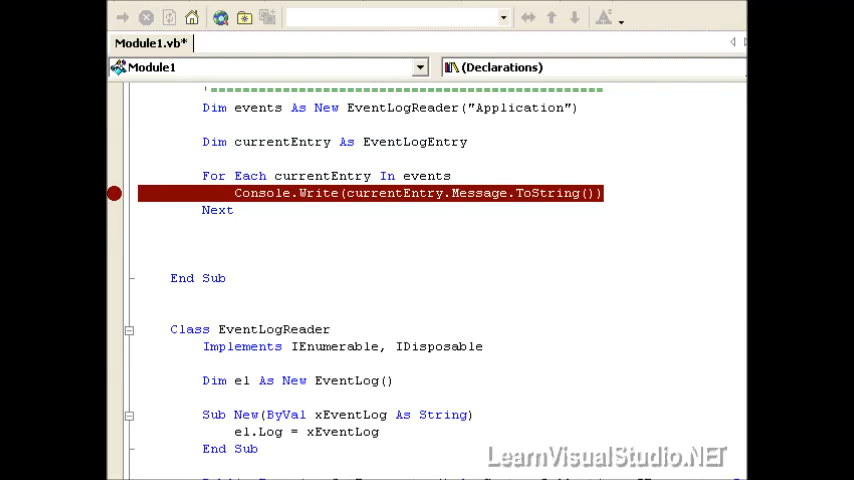 Module1.vb*
Module1
(Declarations)
'=================================================
Dim events As New EventLogReader("Application")
Dim currentEntry As EventLogEntry
For Each currentEntry In events
Console.Write(currentEntry.Message.ToString())
Next
End Sub
Class EventLogReader
Implements IEnumerable, IDisposable
Dim el As New EventLog()
Sub New(ByVal xEventLog As String)
el.Log = xEventLog
End Sub
LearnVisualStudio.NET